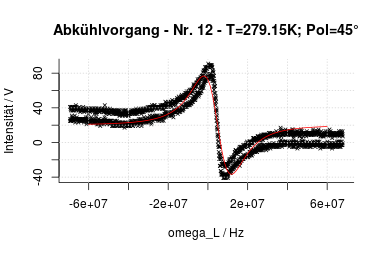 Abkühlvorgang - Nr. 12 - T=279.15K; Pol=45°
Intensität / V
80
40
0
-40
-6e+07 -2e+07 2e+07 6e+07
omega_L / Hz